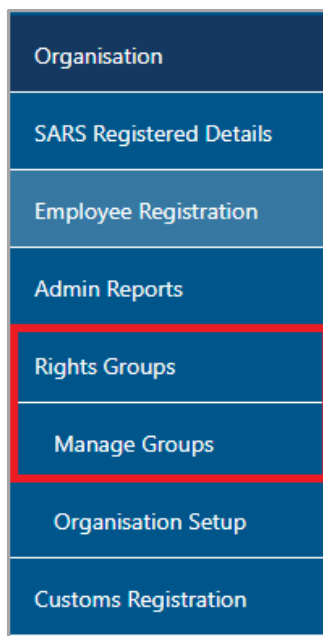 Organisation
SARS Registered Details
Employee Registration
Admin Reports
Rights Groups
Manage Groups
Organisation Setup
Customs Registration